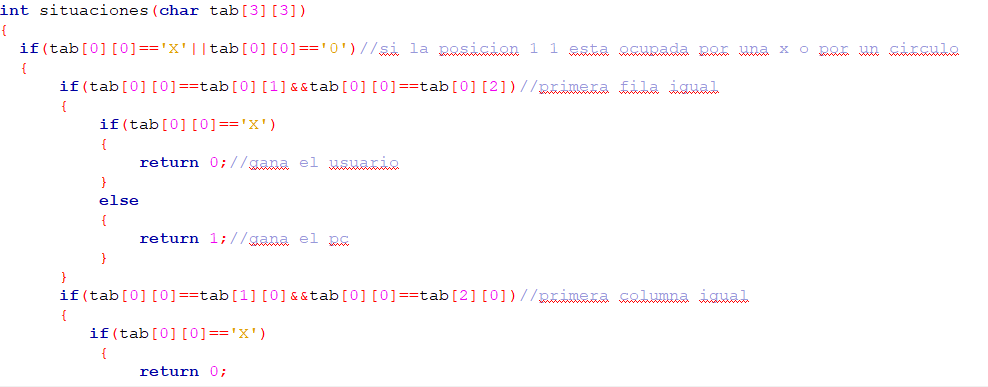 int situaciones(char tab[3][3])
{
if(tab[0][0]=='X'||tab[0][0]=='0')//si la posicion 1 1 esta ocupada por una x o por un circulo
{
if(tab[0][0]==tab[0][1]&&tab[0][0]==tab[0][2])//primera fila igual
{
if(tab[0][0]=='X')
{
return 0;//gana el usuario
}
else
{
return 1;//gana el pc
}
}
if(tab[0][0]==tab[1][0]&&tab[0][0]==tab[2][0])//primera columna igual
{
if(tab[0][0]=='X')
{
return 0;